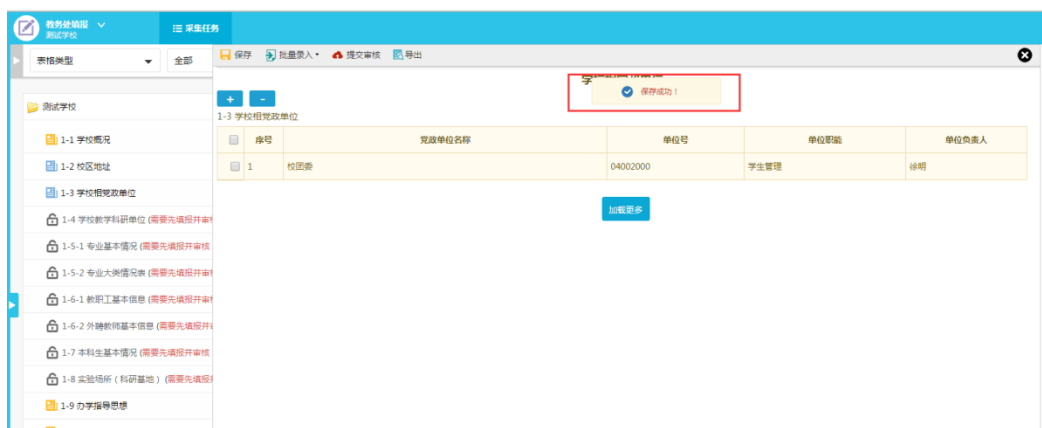 教务处填报
测试学校
采集任务
表格类型
全部
保存 批量录入 提交审核 导出
保存成功！
+ -
1-3 学校相党政单位
序号 党政单位名称 单位号 单位职能 单位负责人
1 校团委 04002000 学生管理 徐明
加载更多
测试学校
1-1 学校概况
1-2 校区地址
1-3 学校相党政单位
1-4 学校教学科研单位 (需要先填报并审
1-5-1 专业基本情况 (需要先填报并审核
1-5-2 专业大类情况表 (需要先填报并审
1-6-1 教职工基本信息 (需要先填报并审
1-6-2 外聘教师基本信息 (需要先填报并
1-7 本科生基本情况 (需要先填报并审核
1-8 实验场所（科研基地） (需要先填报
1-9 办学指导思想